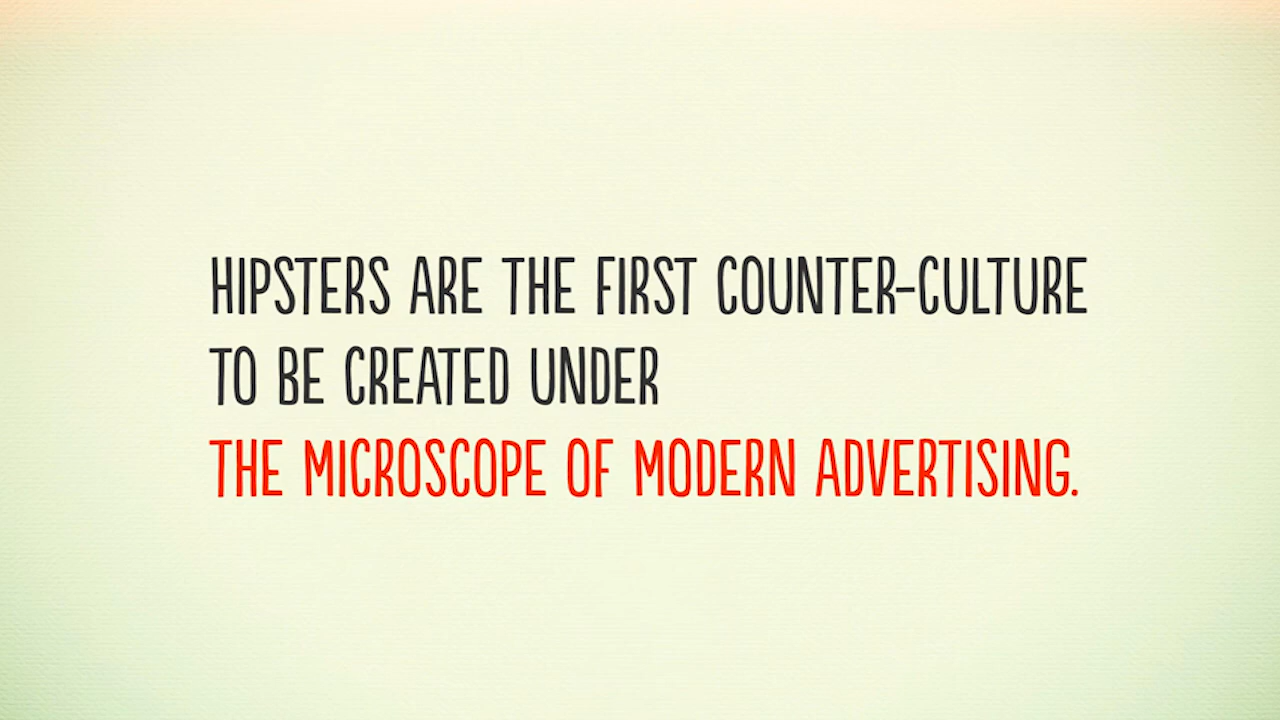 HIPSTERS ARE THE FIRST COUNTER-CULTURE
TO BE CREATED UNDER
THE MICROSCOPE OF MODERN ADVERTISING.